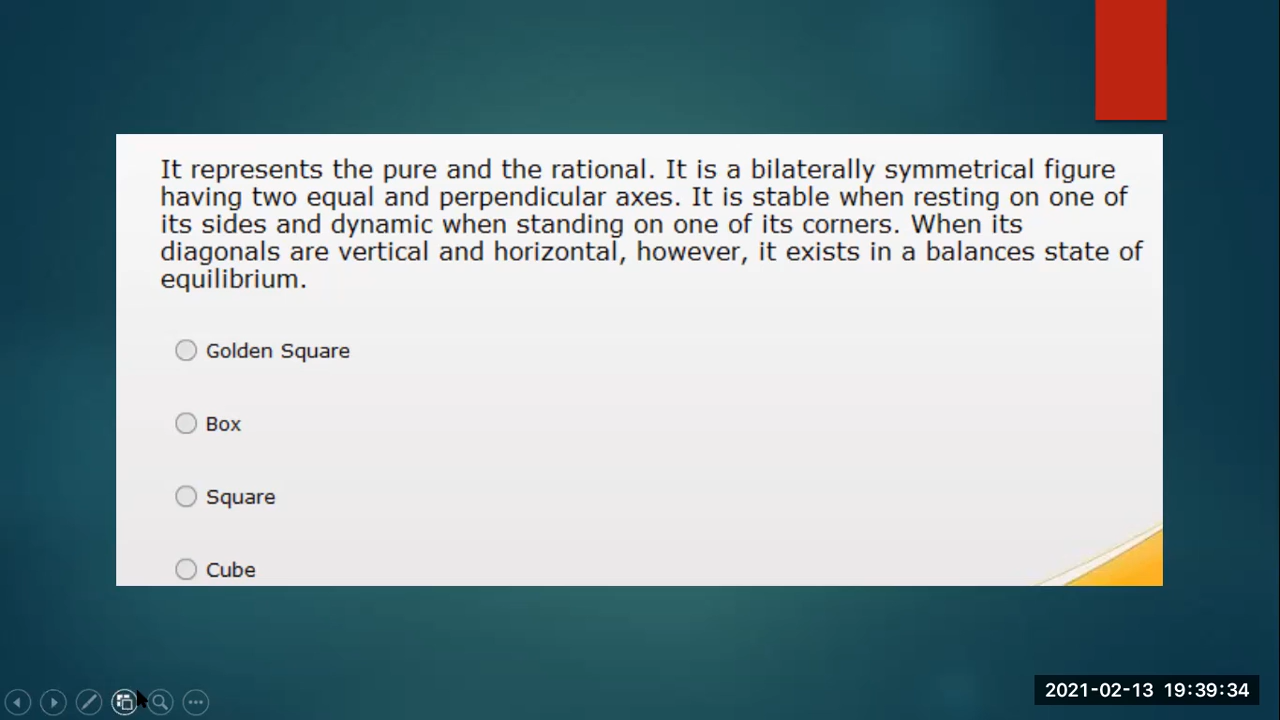 It represents the pure and the rational. It is a bilaterally symmetrical figure
having two equal and perpendicular axes. It is stable when resting on one of
its sides and dynamic when standing on one of its corners. When its
diagonals are vertical and horizontal, however, it exists in a balances state of
equilibrium.
Golden Square
Box
Square
Cube
2021-02-13 19:39:34